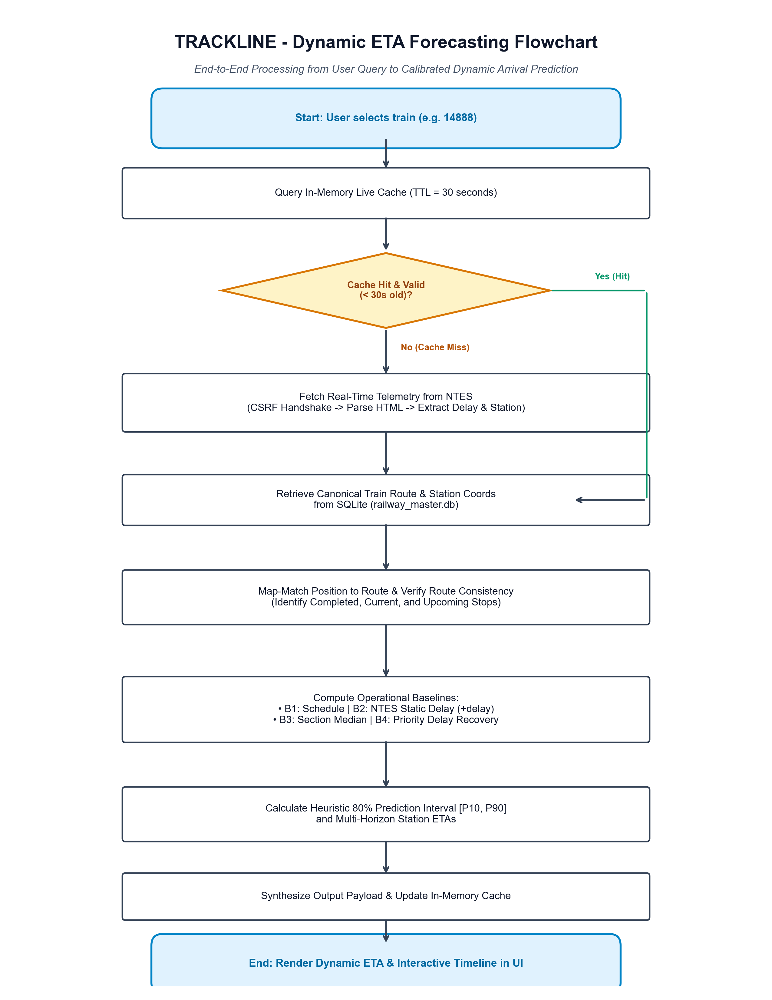 TRACKLINE - Dynamic ETA Forecasting Flowchart
End-to-End Processing from User Query to Calibrated Dynamic Arrival Prediction
Start: User selects train (e.g. 14888)
Query In-Memory Live Cache (TTL = 30 seconds)
Cache Hit & Valid
(< 30s old)?
Yes (Hit)
No (Cache Miss)
Fetch Real-Time Telemetry from NTES
(CSRF Handshake -> Parse HTML -> Extract Delay & Station)
Retrieve Canonical Train Route & Station Coords
from SQLite (railway_master.db)
Map-Match Position to Route & Verify Route Consistency
(Identify Completed, Current, and Upcoming Stops)
Compute Operational Baselines:
• B1: Schedule | B2: NTES Static Delay (+delay)
• B3: Section Median | B4: Priority Delay Recovery
Calculate Heuristic 80% Prediction Interval [P10, P90]
and Multi-Horizon Station ETAs
Synthesize Output Payload & Update In-Memory Cache
End: Render Dynamic ETA & Interactive Timeline in UI